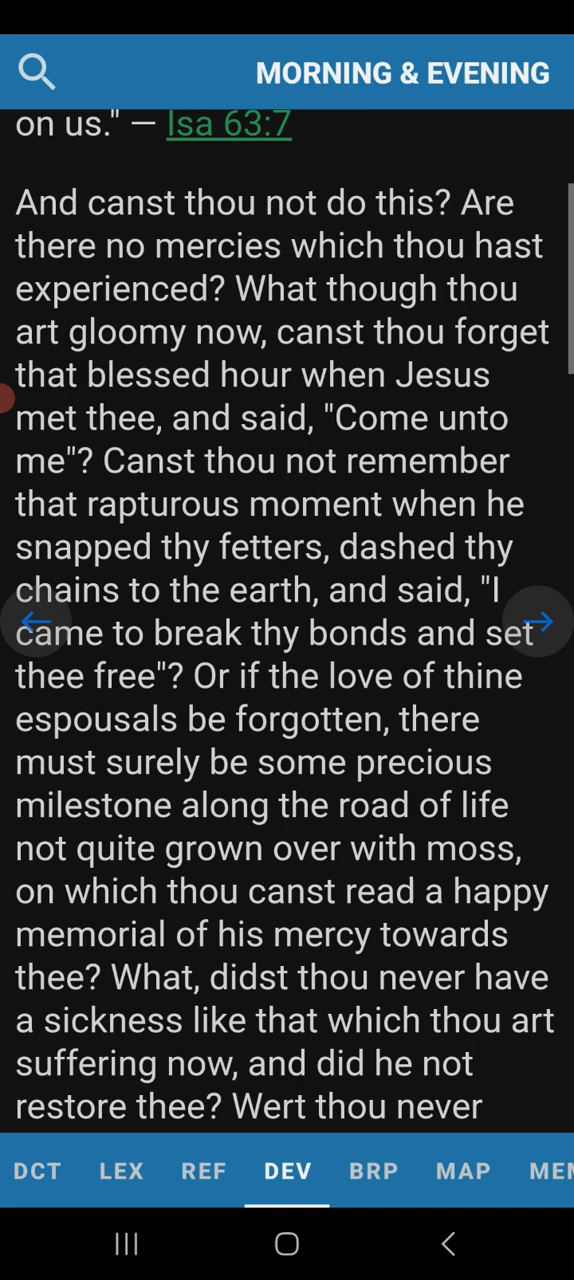 MORNING & EVENING
on us." — Isa 63:7
And canst thou not do this? Are
there no mercies which thou hast
experienced? What though thou
art gloomy now, canst thou forget
that blessed hour when Jesus
met thee, and said, "Come unto
me"? Canst thou not remember
that rapturous moment when he
snapped thy fetters, dashed thy
chains to the earth, and said, "I
came to break thy bonds and set
thee free"? Or if the love of thine
espousals be forgotten, there
must surely be some precious
milestone along the road of life
not quite grown over with moss,
on which thou canst read a happy
memorial of his mercy towards
thee? What, didst thou never have
a sickness like that which thou art
suffering now, and did he not
restore thee? Wert thou never
DCT LEX REF DEV BRP MAP MEM